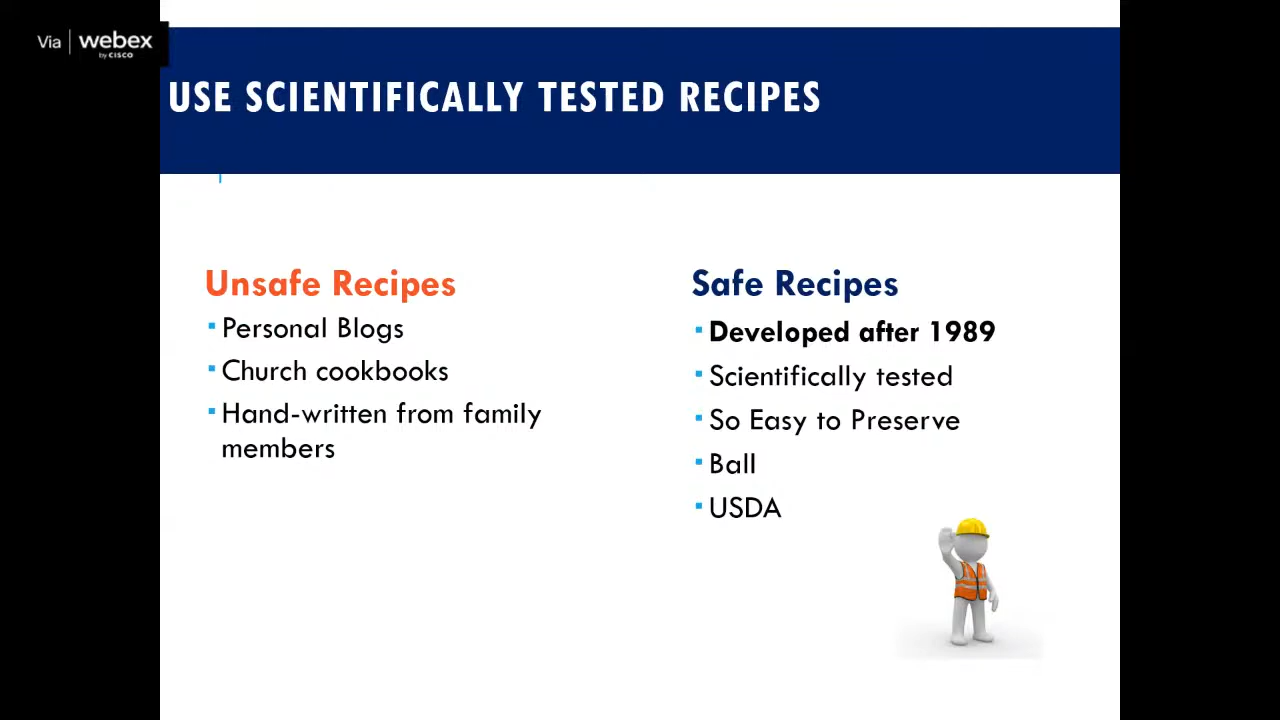 Via | webex
by CISCO
USE SCIENTIFICALLY TESTED RECIPES
Unsafe Recipes
Personal Blogs
Church cookbooks
Hand-written from family
members
Safe Recipes
Developed after 1989
Scientifically tested
So Easy to Preserve
Ball
USDA